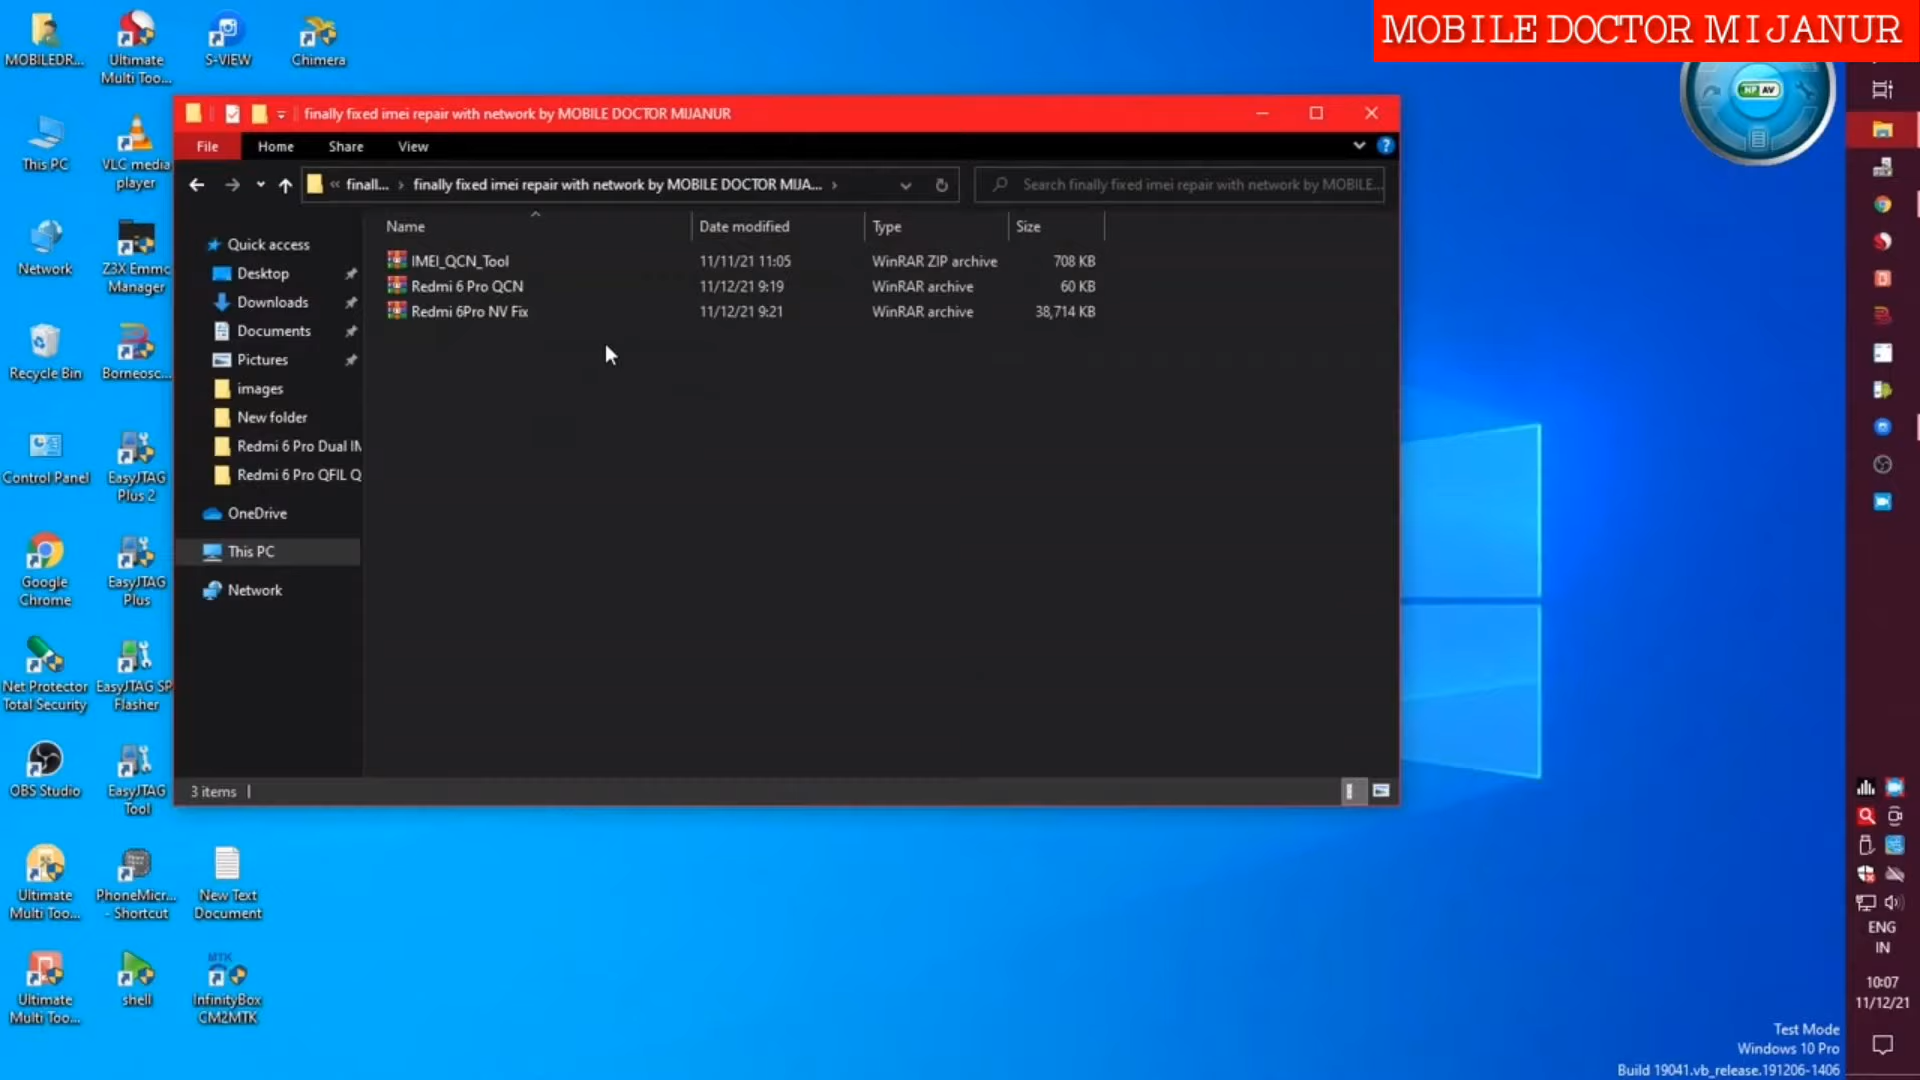 MOBILE DOCTOR MIJANUR
MOBILEDR...
Ultimate
Multi Too...
S-VIEW
Chimera
This PC
VLC media
player
Network
Z3X Emmc
Manager
Recycle Bin
Borneosc...
Control Panel
EasyJTAG
Plus 2
Google
Chrome
EasyJTAG
Plus
Net Protector
Total Security
EasyJTAG SP
Flasher
OBS Studio
EasyJTAG
Tool
Ultimate
Multi Too...
PhoneMicr...
- Shortcut
New Text
Document
Ultimate
Multi Too...
shell
MTK
InfinityBox
CM2MTK
finally fixed imei repair with network by MOBILE DOCTOR MIJANUR
File
Home
Share
View
?
« finall... › finally fixed imei repair with network by MOBILE DOCTOR MIJA... ›
Search finally fixed imei repair with network by MOBILE...
Name
Date modified
Type
Size
IMEI_QCN_Tool 11/11/21 11:05 WinRAR ZIP archive 708 KB
Redmi 6 Pro QCN 11/12/21 9:19 WinRAR archive 60 KB
Redmi 6Pro NV Fix 11/12/21 9:21 WinRAR archive 38,714 KB
Quick access
Desktop
Downloads
Documents
Pictures
images
New folder
Redmi 6 Pro Dual IM
Redmi 6 Pro QFIL Q
OneDrive
This PC
Network
3 items
NP AV
ENG
IN
10:07
11/12/21
Test Mode
Windows 10 Pro
Build 19041.vb_release.191206-1406